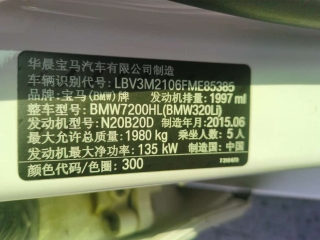 华晨宝马汽车有限公司制造
车辆识别代号: LBV3M2106FME85385
品牌: 宝马(BMW)牌 发动机排量: 1997 ml
整车型号: BMW7200HL(BMW320Li)
发动机型号: N20B20D 制造年月:2015.06
最大允许总质量: 1980 kg 乘坐人数: 5 人
发动机最大净功率: 135 kW 制造国: 中国
颜色代码/色圈: 300